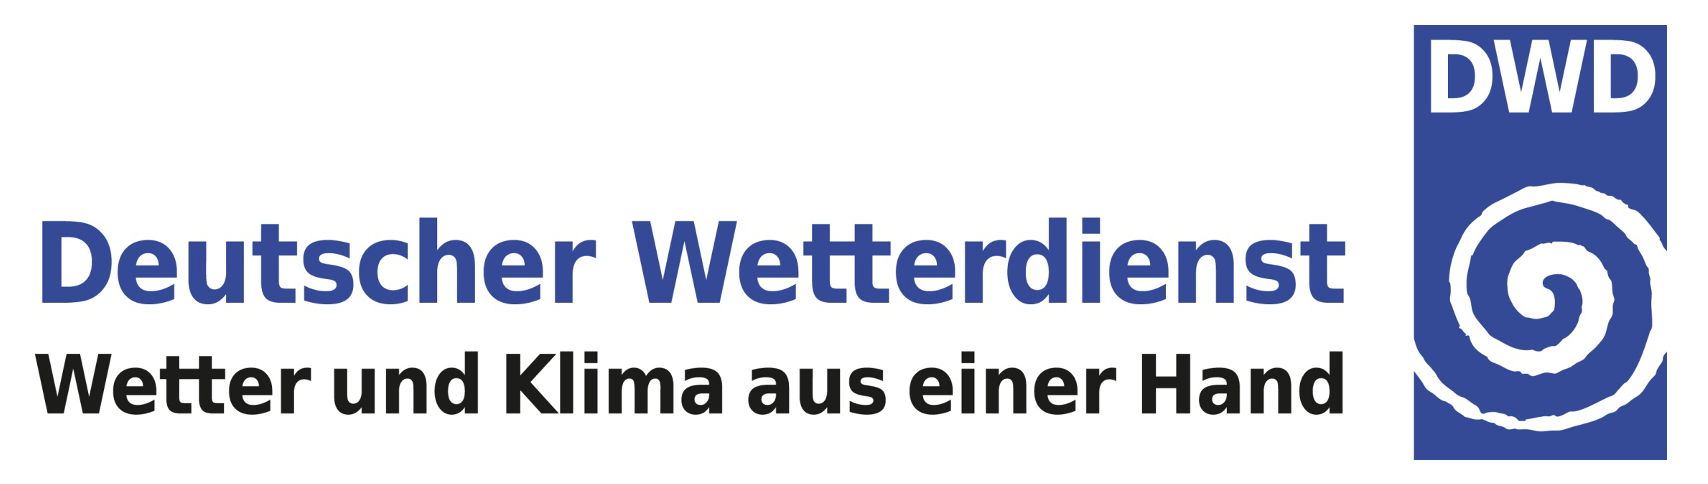 DWD
Deutscher Wetterdienst
Wetter und Klima aus einer Hand